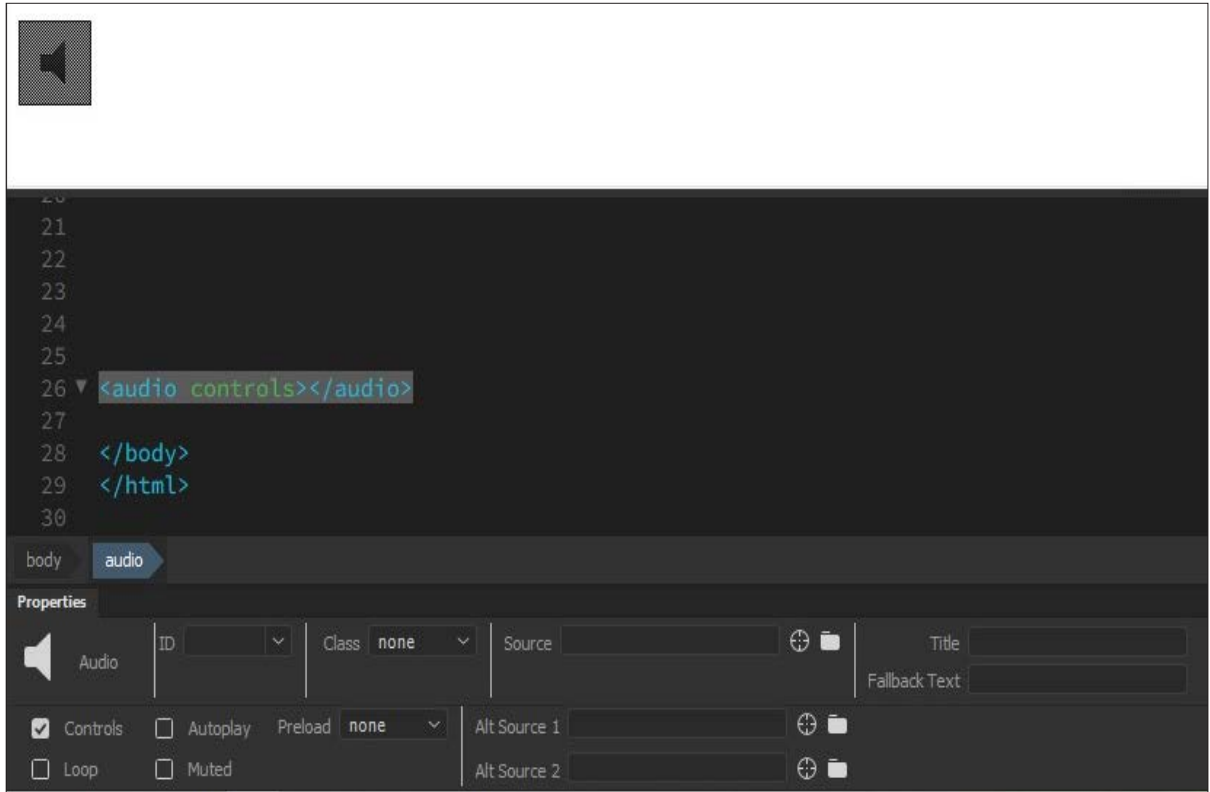 21
22
23
24
25
26 <audio controls></audio>
27
28 </body>
29 </html>
30
body audio
Properties
Audio
ID
Class none
Source
Title
Fallback Text
Controls Autoplay Preload none Alt Source 1
Loop Muted Alt Source 2